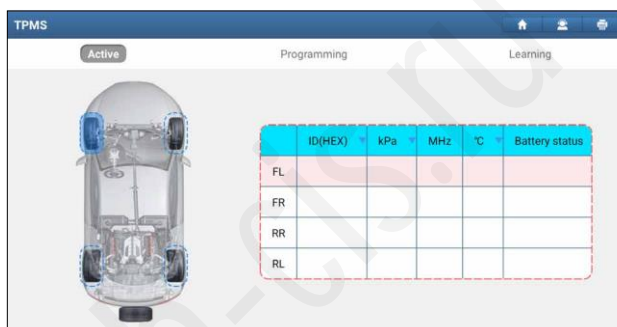 TPMS
Active Programming Learning
ID(HEX) kPa MHz °C Battery status
FL
FR
RR
RL